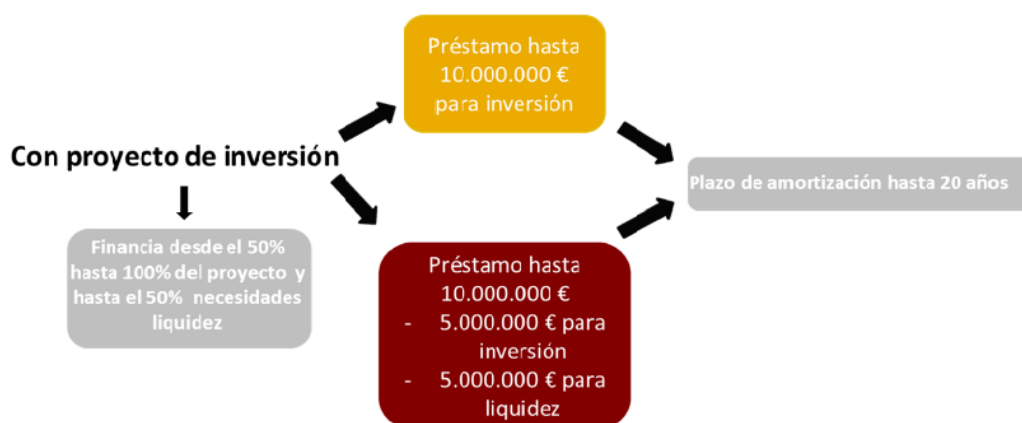 Préstamo hasta
10.000.000 €
para inversión
Con proyecto de inversión
Plazo de amortización hasta 20 años
Financia desde el 50%
hasta 100% del proyecto y
hasta el 50% necesidades
liquidez
Préstamo hasta
10.000.000 €
- 5.000.000 € para
inversión
- 5.000.000 € para
liquidez